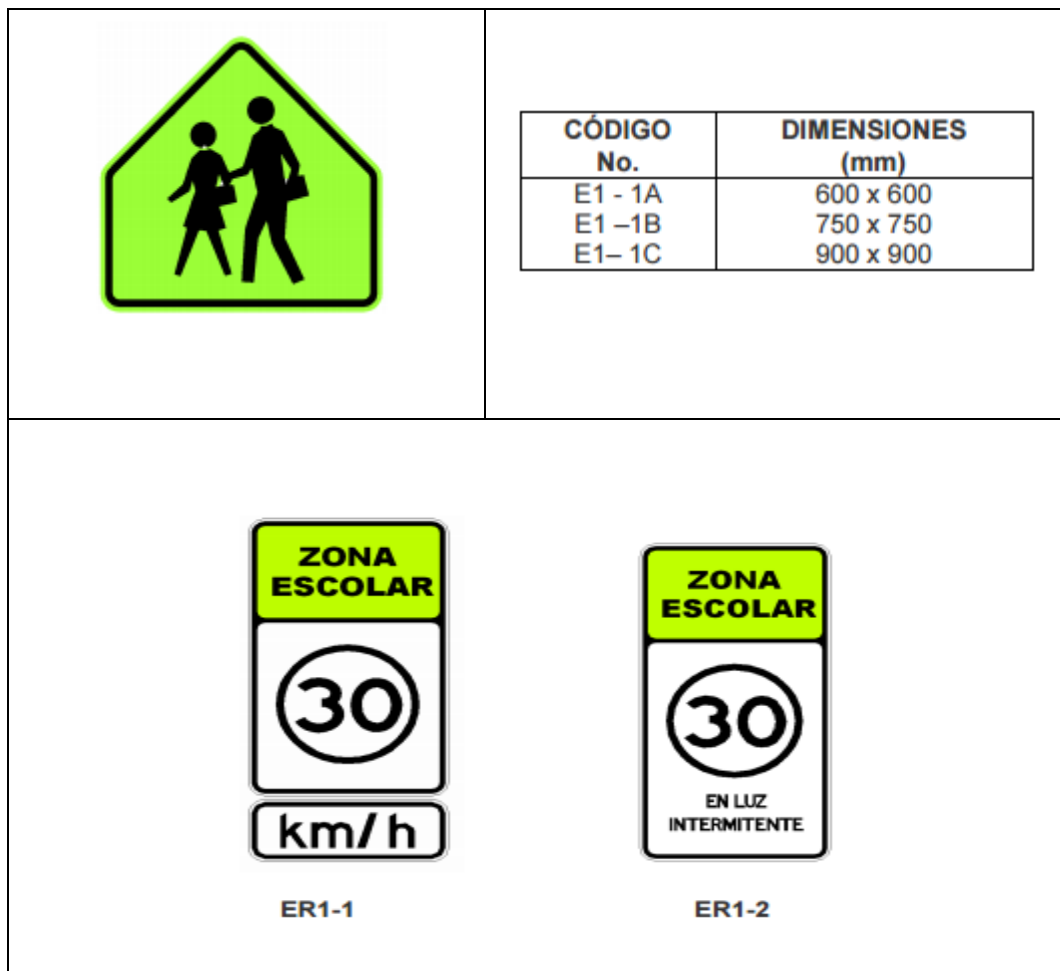 CÓDIGO No.
DIMENSIONES (mm)
E1 - 1A
600 x 600
E1 –1B
750 x 750
E1– 1C
900 x 900
ZONA
ESCOLAR
30
km/h
ER1-1
ZONA
ESCOLAR
30
EN LUZ
INTERMITENTE
ER1-2